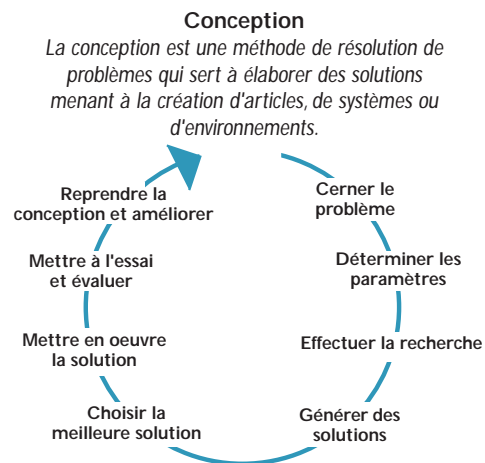 Conception
La conception est une méthode de résolution de
problèmes qui sert à élaborer des solutions
menant à la création d'articles, de systèmes ou
d'environnements.
Cerner le
problème
Déterminer les
paramètres
Effectuer la recherche
Générer des
solutions
Choisir la
meilleure solution
Mettre en oeuvre
la solution
Mettre à l'essai
et évaluer
Reprendre la
conception et améliorer